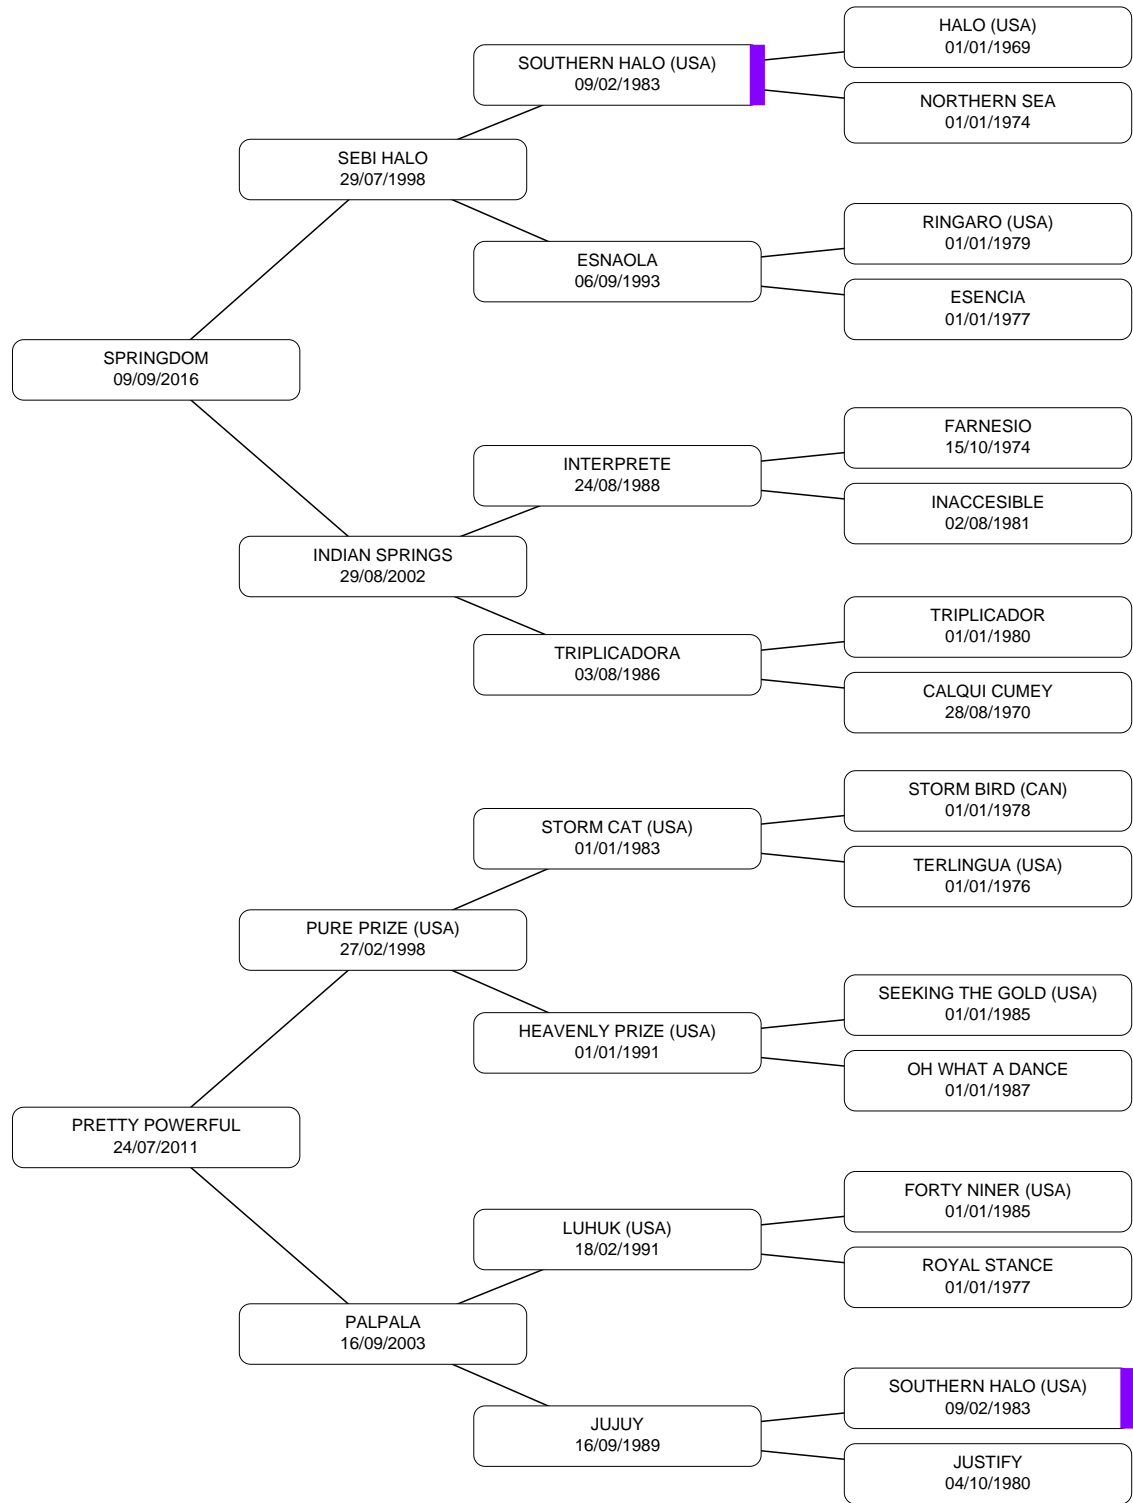 HALO (USA)
01/01/1969
SOUTHERN HALO (USA)
09/02/1983
NORTHERN SEA
01/01/1974
SEBI HALO
29/07/1998
RINGARO (USA)
01/01/1979
ESNAOLA
06/09/1993
ESENCIA
01/01/1977
SPRINGDOM
09/09/2016
FARNESIO
15/10/1974
INTERPRETE
24/08/1988
INACCESIBLE
02/08/1981
INDIAN SPRINGS
29/08/2002
TRIPLICADOR
01/01/1980
TRIPLICADORA
03/08/1986
CALQUI CUMEY
28/08/1970
STORM BIRD (CAN)
01/01/1978
STORM CAT (USA)
01/01/1983
TERLINGUA (USA)
01/01/1976
PURE PRIZE (USA)
27/02/1998
SEEKING THE GOLD (USA)
01/01/1985
HEAVENLY PRIZE (USA)
01/01/1991
OH WHAT A DANCE
01/01/1987
PRETTY POWERFUL
24/07/2011
FORTY NINER (USA)
01/01/1985
LUHUK (USA)
18/02/1991
ROYAL STANCE
01/01/1977
PALPALA
16/09/2003
SOUTHERN HALO (USA)
09/02/1983
JUJUY
16/09/1989
JUSTIFY
04/10/1980